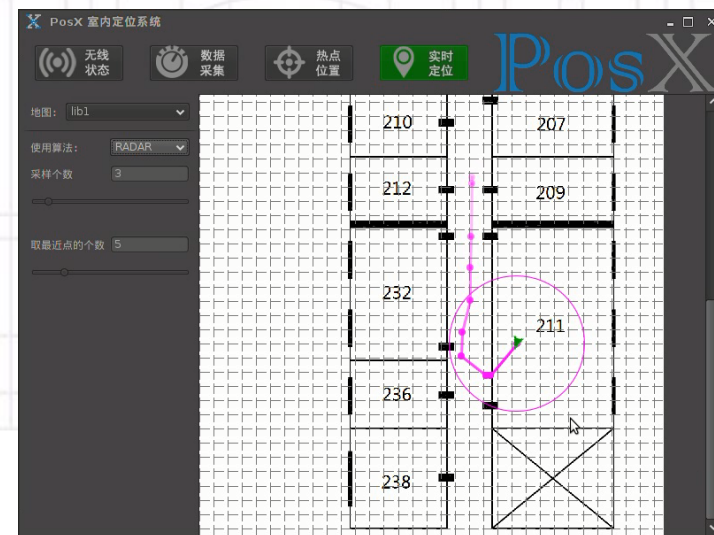 PosX 室内定位系统
无线
状态
数据
采集
热点
位置
实时
定位
PosX
地图: lib1
使用算法: RADAR
采样个数 3
取最近点的个数 5
210
207
212
209
232
211
236
238